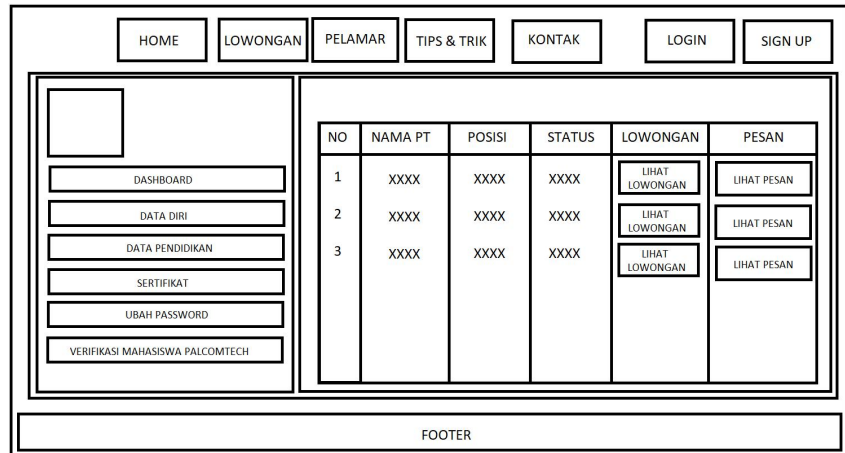 HOME LOWONGAN PELAMAR TIPS & TRIK KONTAK LOGIN SIGN UP
DASHBOARD
DATA DIRI
DATA PENDIDIKAN
SERTIFIKAT
UBAH PASSWORD
VERIFIKASI MAHASISWA PALCOMTECH
NO NAMA PT POSISI STATUS LOWONGAN PESAN
1 XXXX XXXX XXXX LIHAT LOWONGAN LIHAT PESAN
2 XXXX XXXX XXXX LIHAT LOWONGAN LIHAT PESAN
3 XXXX XXXX XXXX LIHAT LOWONGAN LIHAT PESAN
FOOTER